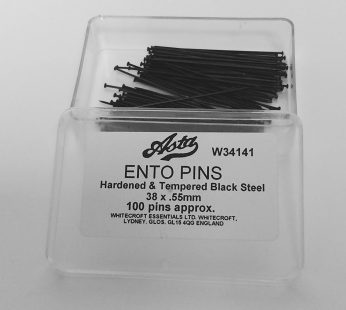 Asta W34141
ENTO PINS
Hardened & Tempered Black Steel
38 x .55mm
100 pins approx.
WHITECROFT ESSENTIALS LTD. WHITECROFT,
LYDNEY, GLOS. GL15 4QG ENGLAND